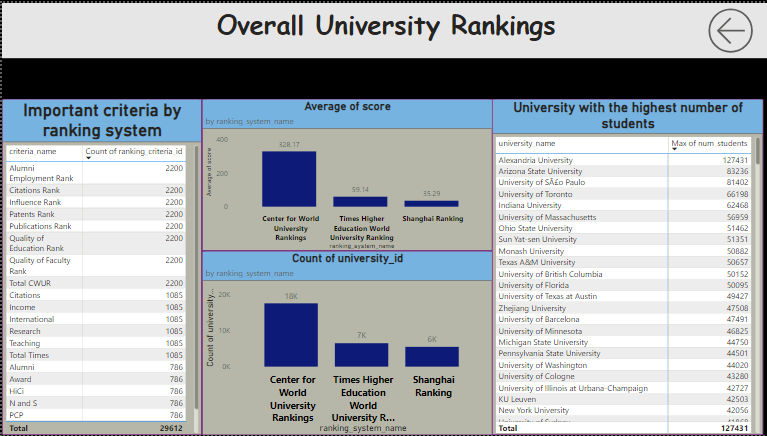 Overall University Rankings
Important criteria by
ranking system
criteria_name Count of ranking_criteria_id
Alumni
Employment Rank 2200
Citations Rank 2200
Influence Rank 2200
Patents Rank 2200
Publications Rank 2200
Quality of
Education Rank 2200
Quality of Faculty
Rank 2200
Total CWUR 2200
Citations 1085
Income 1085
International 1085
Research 1085
Teaching 1085
Total Times 1085
Alumni 786
Award 786
HiCi 786
N and S 786
PCP 786
Total 29612
Average of score
by ranking_system_name
Average of score
400
200
0
328.17
59.14
35.29
Center for World
University
Rankings
Times Higher
Education World
University Ranking
Shanghai Ranking
ranking_system_name
Count of university_id
by ranking_system_name
Count of university...
20K
10K
0K
18K
7K
6K
Center for
World
University
Rankings
Times Higher
Education
World
University R...
Shanghai
Ranking
ranking_system_name
University with the highest number of
students
university_name Max of num_students
Alexandria University 127431
Arizona State University 83236
University of SÃ£o Paulo 81402
University of Toronto 66198
Indiana University 62468
University of Massachusetts 56959
Ohio State University 51462
Sun Yat-sen University 51351
Monash University 50882
Texas A&M University 50657
University of British Columbia 50152
University of Florida 50095
University of Texas at Austin 49427
Zhejiang University 47508
University of Barcelona 47491
University of Minnesota 46825
Michigan State University 44750
Pennsylvania State University 44501
University of Washington 44020
University of Cologne 43280
University of Illinois at Urbana-Champaign 42727
KU Leuven 42503
New York University 42056
Total 127431